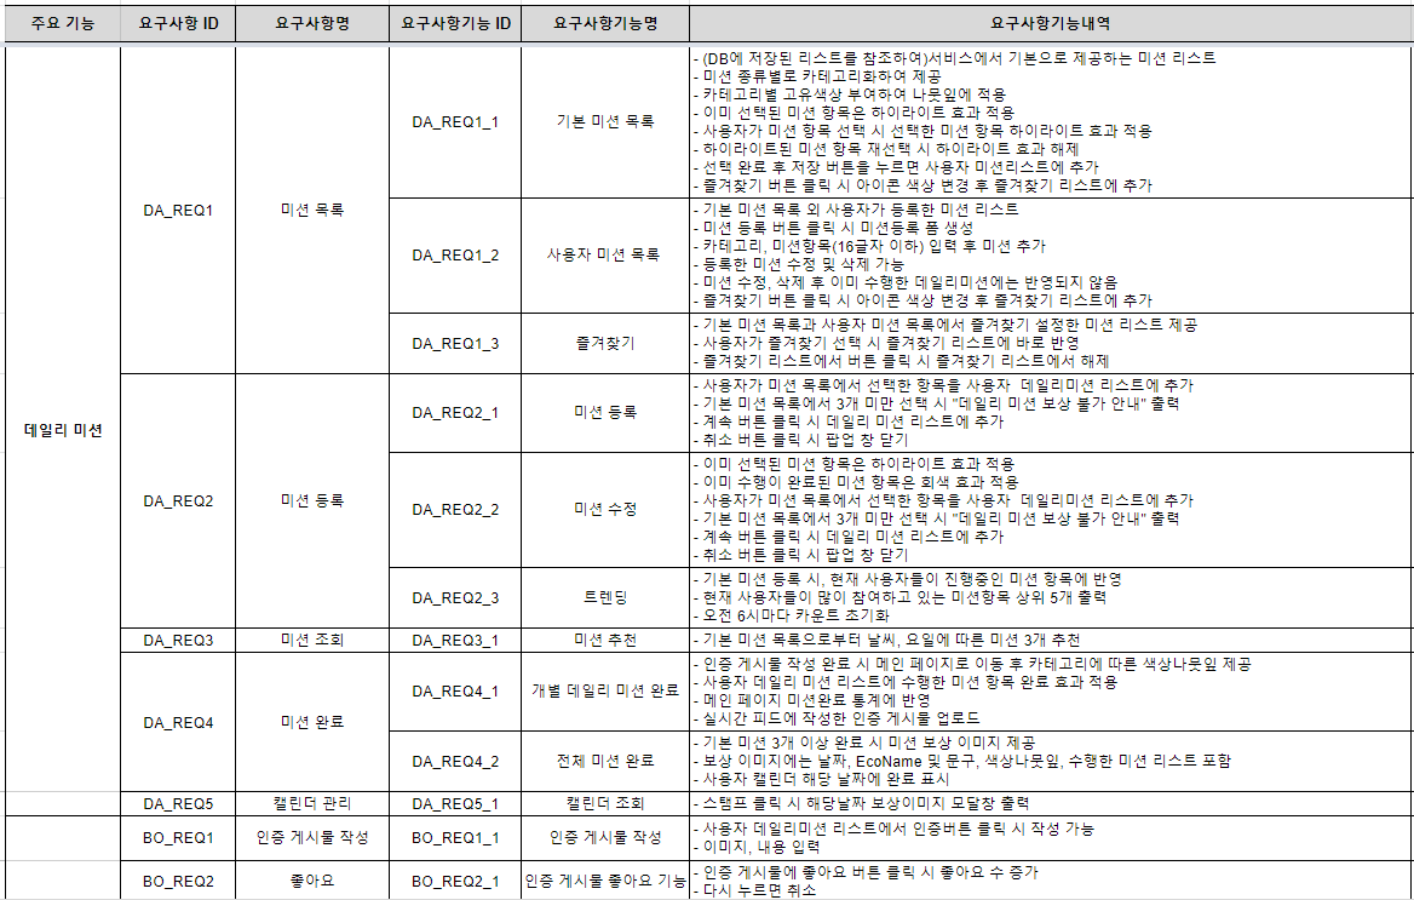 주요 기능 요구사항 ID 요구사항명 요구사항기능 ID 요구사항기능명 요구사항기능내역
데일리 미션
DA_REQ1 미션 목록
DA_REQ1_1 기본 미션 목록
- (DB에 저장된 리스트를 참조하여)서비스에서 기본으로 제공하는 미션 리스트
- 미션 종류별로 카테고리화하여 제공
- 카테고리별 고유색상 부여하여 나뭇잎에 적용
- 이미 선택된 미션 항목은 하이라이트 효과 적용
- 사용자가 미션 항목 선택 시 선택한 미션 항목 하이라이트 효과 적용
- 하이라이트된 미션 항목 재선택 시 하이라이트 효과 해제
- 선택 완료 후 저장 버튼을 누르면 사용자 미션리스트에 추가
- 즐겨찾기 버튼 클릭 시 아이콘 색상 변경 후 즐겨찾기 리스트에 추가
DA_REQ1_2 사용자 미션 목록
- 기본 미션 목록 외 사용자가 등록한 미션 리스트
- 미션 등록 버튼 클릭 시 미션등록 폼 생성
- 카테고리, 미션항목(16글자 이하) 입력 후 미션 추가
- 등록한 미션 수정 및 삭제 가능
- 미션 수정, 삭제 후 이미 수행한 데일리미션에는 반영되지 않음
- 즐겨찾기 버튼 클릭 시 아이콘 색상 변경 후 즐겨찾기 리스트에 추가
DA_REQ1_3 즐겨찾기
- 기본 미션 목록과 사용자 미션 목록에서 즐겨찾기 설정한 미션 리스트 제공
- 사용자가 즐겨찾기 선택 시 즐겨찾기 리스트에 바로 반영
- 즐겨찾기 리스트에서 버튼 클릭 시 즐겨찾기 리스트에서 해제
DA_REQ2 미션 등록
DA_REQ2_1 미션 등록
- 사용자가 미션 목록에서 선택한 항목을 사용자 데일리미션 리스트에 추가
- 기본 미션 목록에서 3개 미만 선택 시 "데일리 미션 보상 불가 안내" 출력
- 계속 버튼 클릭 시 데일리 미션 리스트에 추가
- 취소 버튼 클릭 시 팝업 창 닫기
DA_REQ2_2 미션 수정
- 이미 선택된 미션 항목은 하이라이트 효과 적용
- 이미 수행이 완료된 미션 항목은 회색 효과 적용
- 사용자가 미션 목록에서 선택한 항목을 사용자 데일리미션 리스트에 추가
- 기본 미션 목록에서 3개 미만 선택 시 "데일리 미션 보상 불가 안내" 출력
- 계속 버튼 클릭 시 데일리 미션 리스트에 추가
- 취소 버튼 클릭 시 팝업 창 닫기
DA_REQ2_3 트렌딩
- 기본 미션 등록 시, 현재 사용자들이 진행중인 미션 항목에 반영
- 현재 사용자들이 많이 참여하고 있는 미션항목 상위 5개 출력
- 오전 6시마다 카운트 초기화
DA_REQ3 미션 조회 DA_REQ3_1 미션 추천 - 기본 미션 목록으로부터 날씨, 요일에 따른 미션 3개 추천
DA_REQ4 미션 완료
DA_REQ4_1 개별 데일리 미션 완료
- 인증 게시물 작성 완료 시 메인 페이지로 이동 후 카테고리에 따른 색상나뭇잎 제공
- 사용자 데일리 미션 리스트에 수행한 미션 항목 완료 효과 적용
- 메인 페이지 미션완료 통계에 반영
- 실시간 피드에 작성한 인증 게시물 업로드
DA_REQ4_2 전체 미션 완료
- 기본 미션 3개 이상 완료 시 미션 보상 이미지 제공
- 보상 이미지에는 날짜, EcoName 및 문구, 색상나뭇잎, 수행한 미션 리스트 포함
- 사용자 캘린더 해당 날짜에 완료 표시
DA_REQ5 캘린더 관리 DA_REQ5_1 캘린더 조회 - 스탬프 클릭 시 해당날짜 보상이미지 모달창 출력
BO_REQ1 인증 게시물 작성 BO_REQ1_1 인증 게시물 작성
- 사용자 데일리미션 리스트에서 인증버튼 클릭 시 작성 가능
- 이미지, 내용 입력
BO_REQ2 좋아요 BO_REQ2_1 인증 게시물 좋아요 기능
- 인증 게시물에 좋아요 버튼 클릭 시 좋아요 수 증가
- 다시 누르면 취소